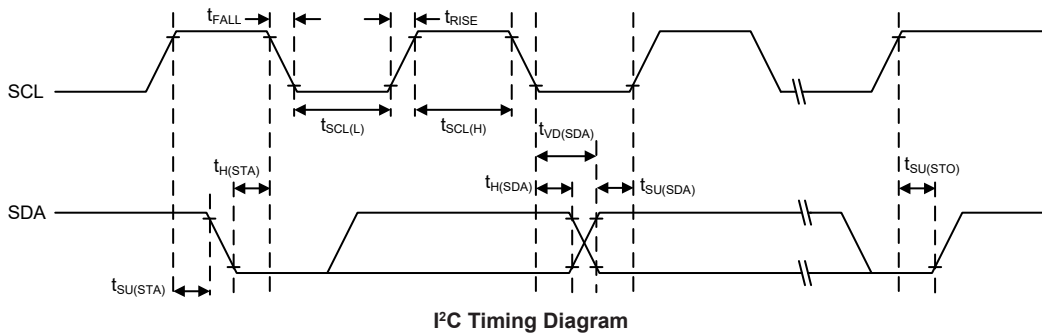 tFALL
tRISE
SCL
tSCL(L)
tSCL(H)
tVD(SDA)
tH(STA)
tH(SDA)
tSU(SDA)
tSU(STO)
SDA
tSU(STA)
I²C Timing Diagram